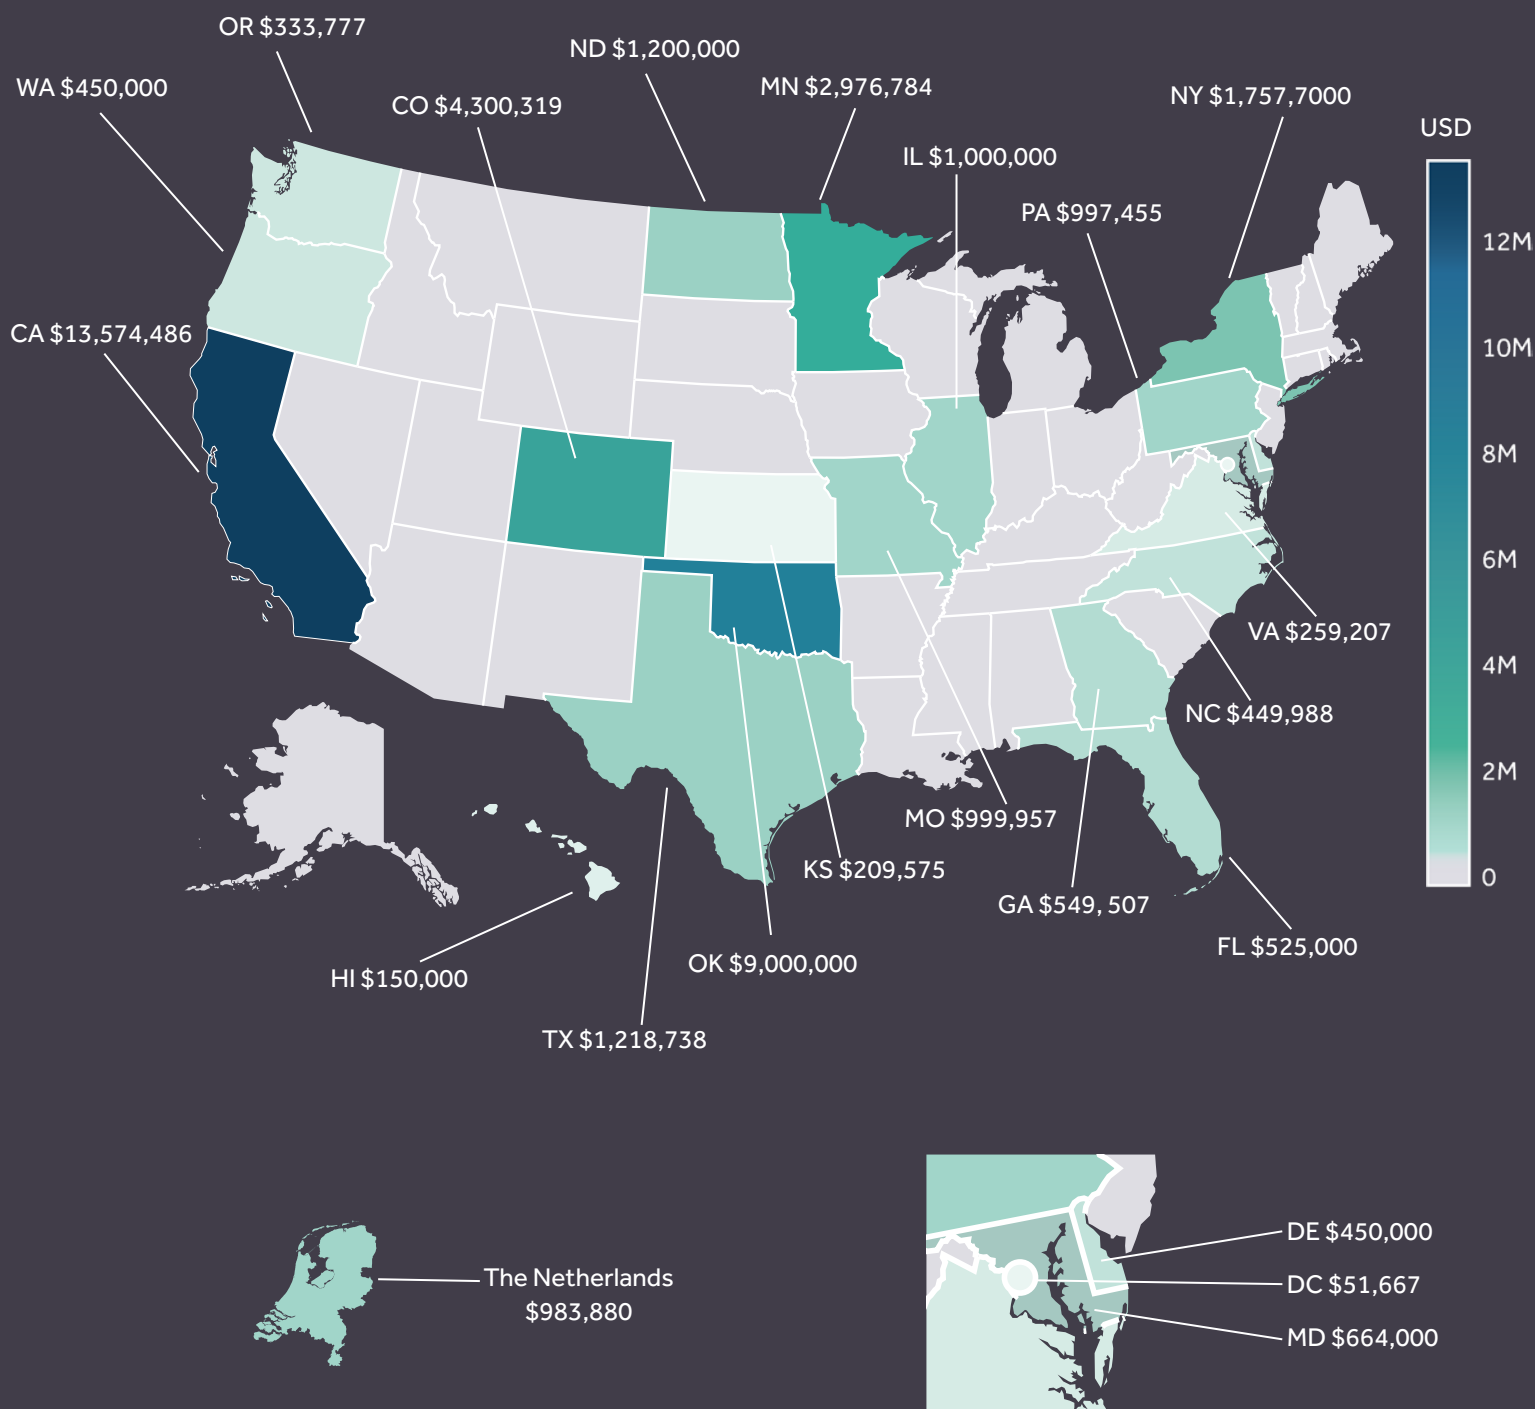 OR $333,777
ND $1,200,000
WA $450,000
MN $2,976,784
CO $4,300,319
NY $1,757,7000
USD
IL $1,000,000
PA $997,455
12M
CA $13,574,486
10M
8M
6M
VA $259,207
4M
NC $449,988
2M
MO $999,957
KS $209,575
0
GA $549, 507
FL $525,000
OK $9,000,000
HI $150,000
TX $1,218,738
DE $450,000
The Netherlands
$983,880
DC $51,667
MD $664,000